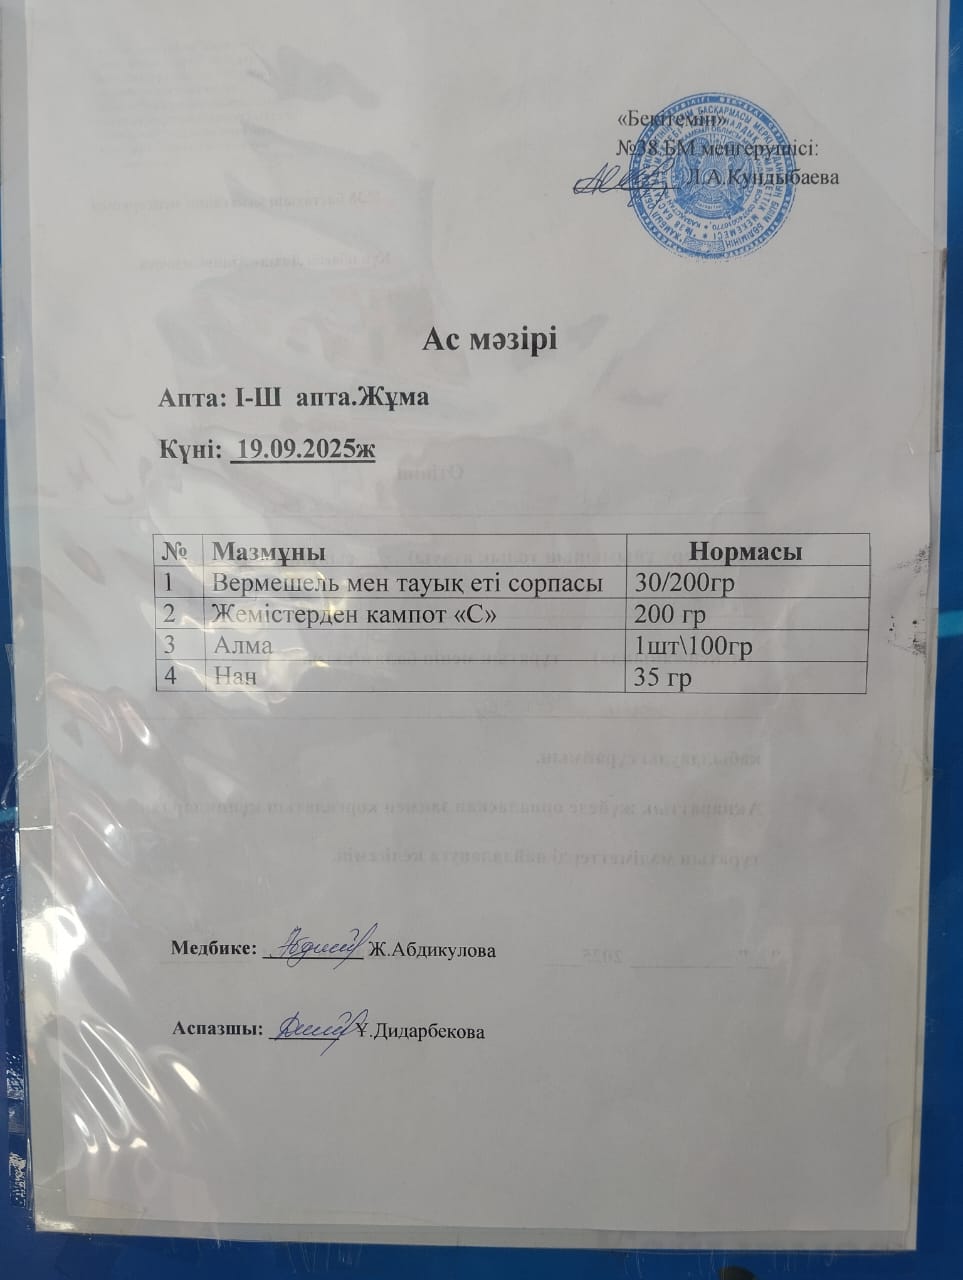 «Бекітемін»
№38 БМ меңгерушісі:
Л.А.Кундыбаева
Ас мәзірі
Апта: І-ІІІ апта.Жұма
Күні: 19.09.2025ж
№ Мазмұны Нормасы
1 Вермешель мен тауық еті сорпасы 30/200гр
2 Жемістерден кампот «С» 200 гр
3 Алма 1шт\100гр
4 Нан 35 гр
Медбике: Ж.Абдикулова
Аспазшы: Ұ.Дидарбекова